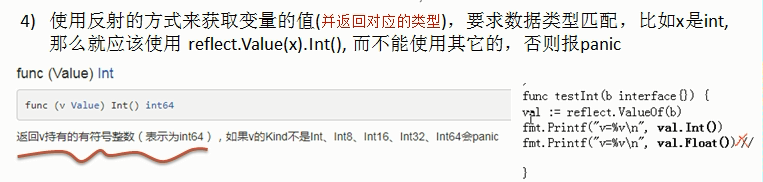 4) 使用反射的方式来获取变量的值(并返回对应的类型)，要求数据类型匹配，比如x是int,
那么就应该使用 reflect.Value(x).Int(), 而不能使用其它的，否则报panic
func (Value) Int
func (v Value) Int() int64
返回v持有的有符号整数（表示为int64），如果v的Kind不是Int、Int8、Int16、Int32、Int64会panic
func testInt(b interface{}) {
val := reflect.ValueOf(b)
fmt.Printf("v=%v\n", val.Int())
fmt.Printf("v=%v\n", val.Float())//
}